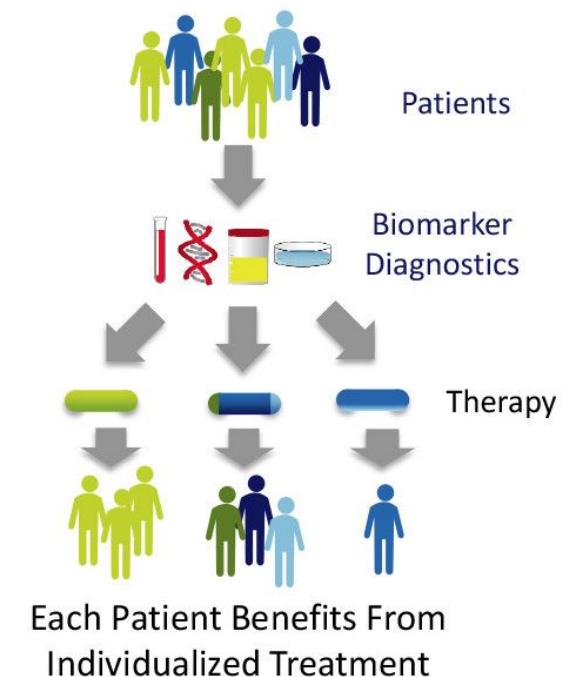 Patients
Biomarker
Diagnostics
Therapy
Each Patient Benefits From
Individualized Treatment